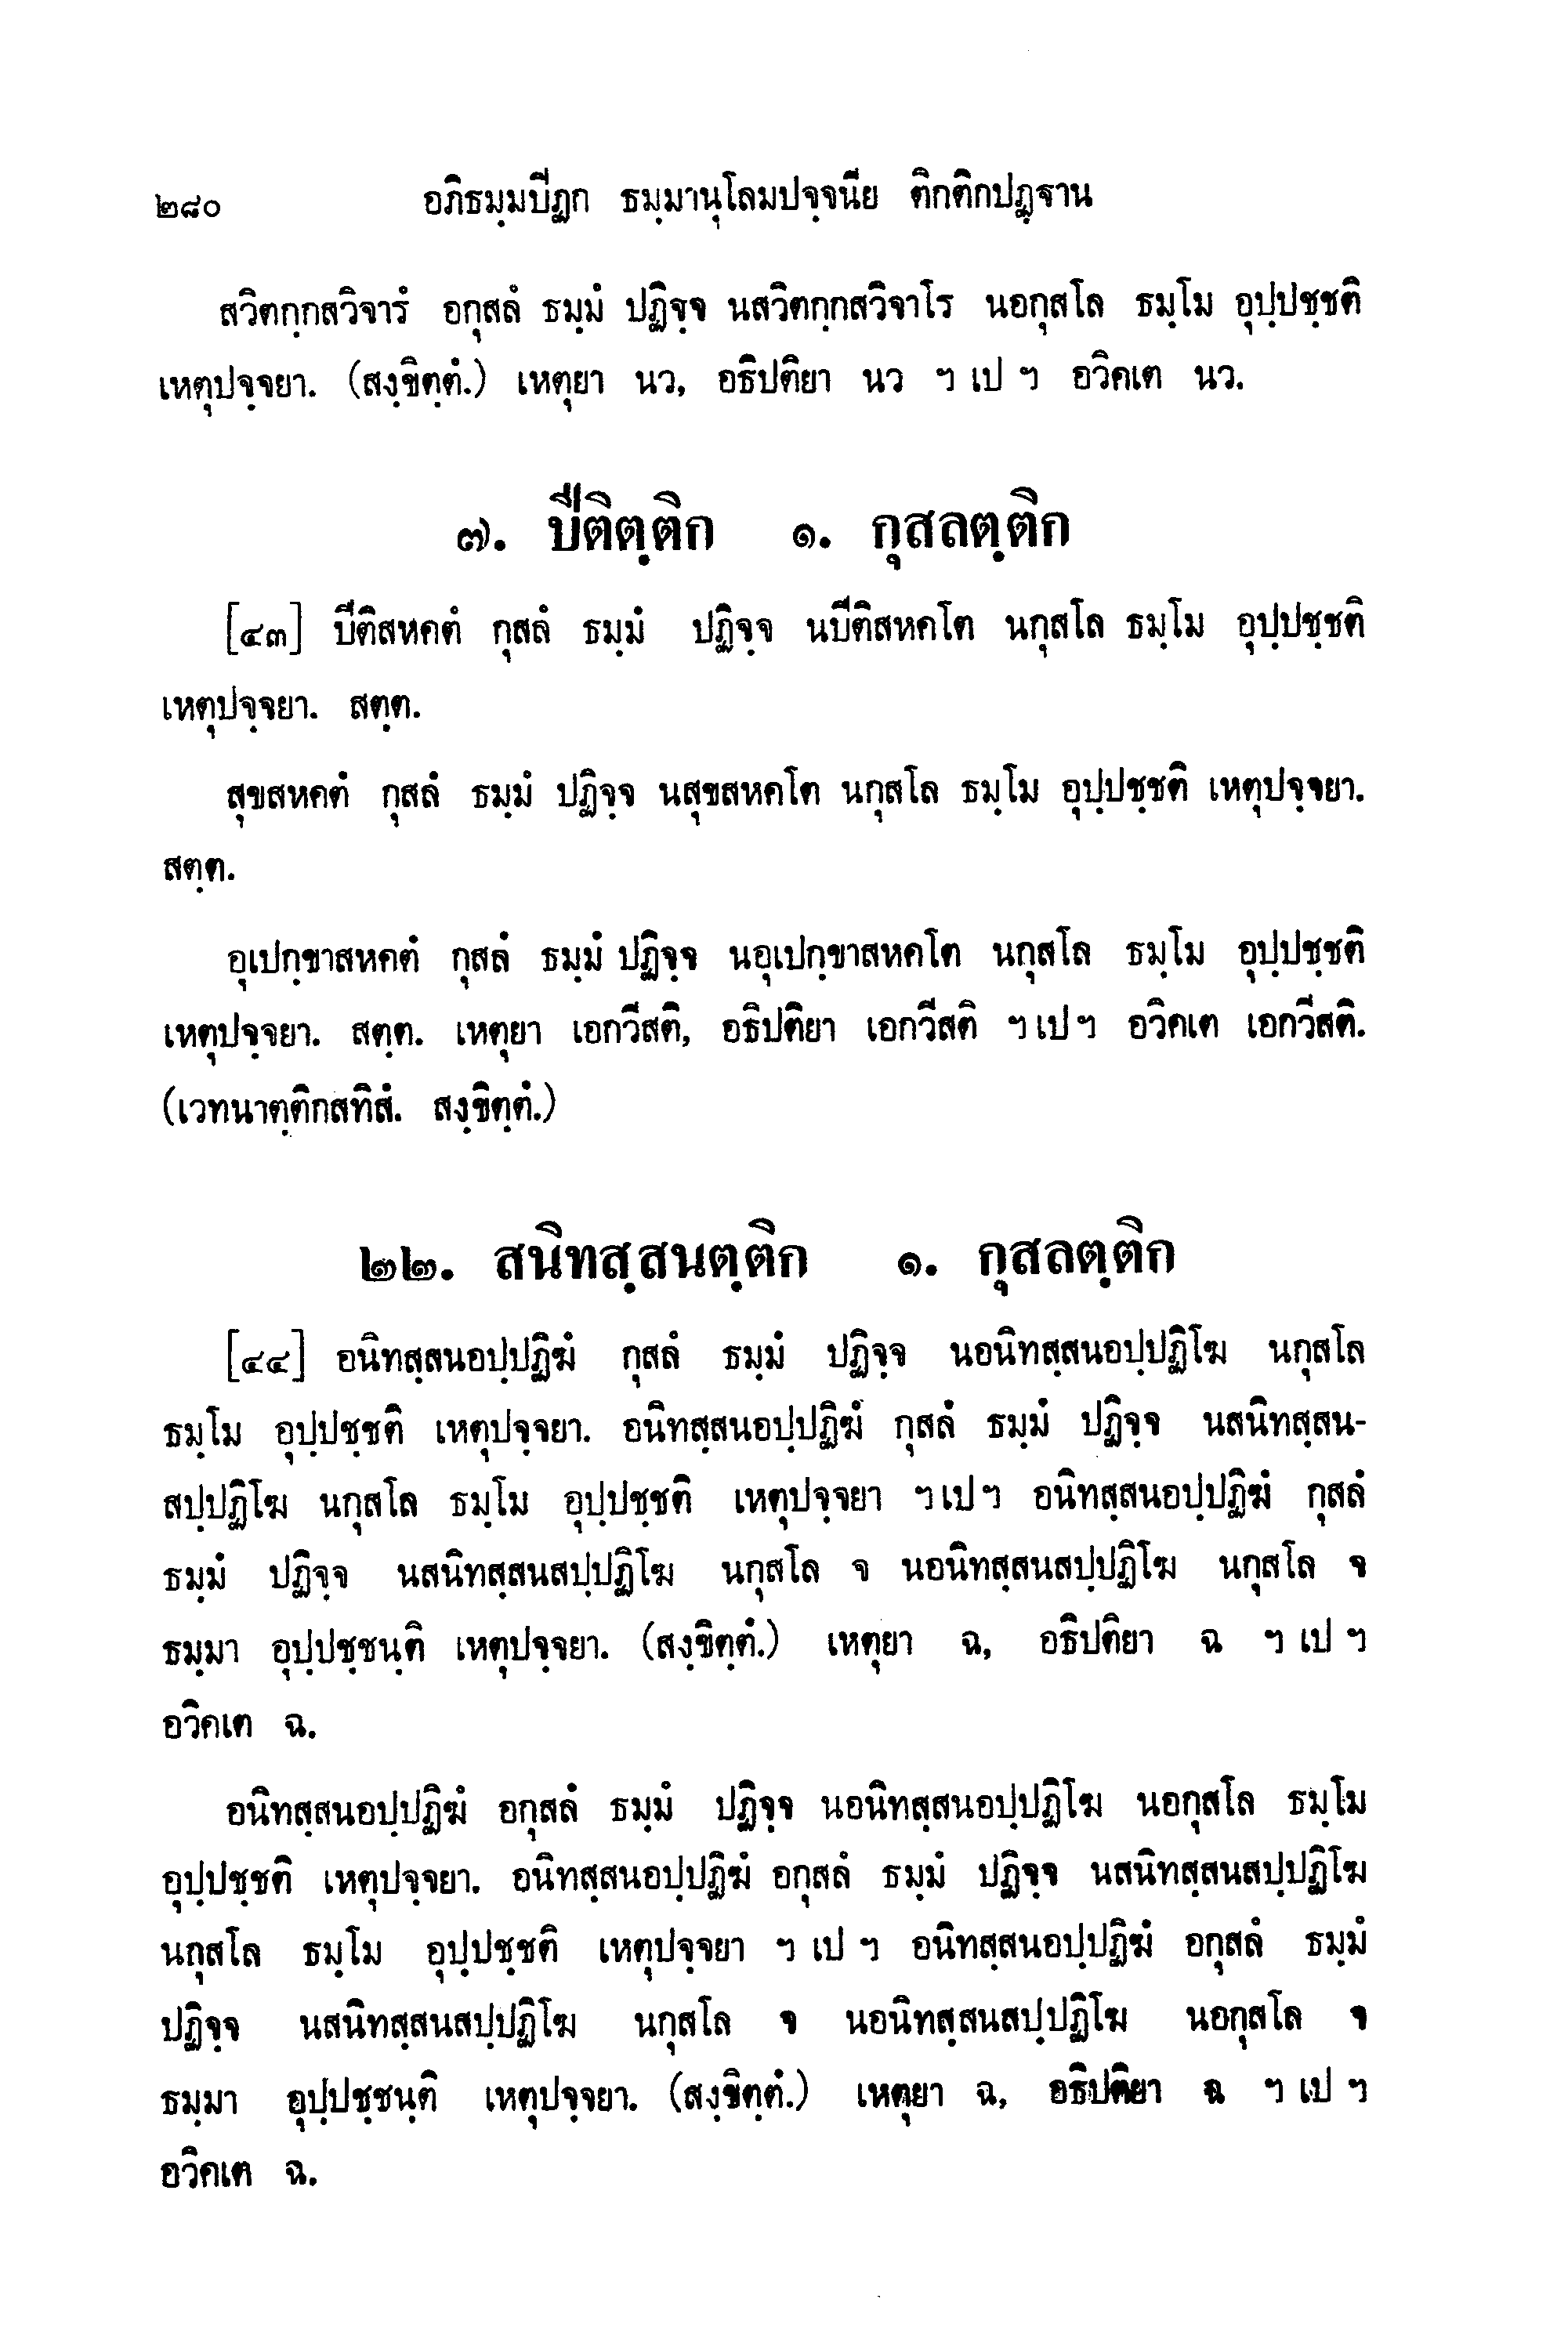 ๒๘๐ อภิธมฺมปีฏก ธมฺมานุโลมปจฺจนีย ติกติกปฏฺฐาน
สวิตกฺกสวิจารํ อกุสลํ ธมฺมํ ปฏิจฺจ นสวิตกฺกสวิจาโร นอกุสโล ธมฺโม อุปฺปชฺชติ
เหตุปจฺจยา. (สงฺขิตฺตํ.) เหตุยา นว, อธิปติยา นว ฯ เป ฯ อวิคเต นว.
๗. ปีติตฺติก ๑. กุสลตฺติก
[๔๓] ปีติสหคตํ กุสลํ ธมฺมํ ปฏิจฺจ นปีติสหคโต นกุสโล ธมฺโม อุปฺปชฺชติ
เหตุปจฺจยา. สตฺต.
สุขสหคตํ กุสลํ ธมฺมํ ปฏิจฺจ นสุขสหคโต นกุสโล ธมฺโม อุปฺปชฺชติ เหตุปจฺจยา.
สตฺต.
อุเปกฺขาสหคตํ กุสลํ ธมฺมํ ปฏิจฺจ นอุเปกฺขาสหคโต นกุสโล ธมฺโม อุปฺปชฺชติ
เหตุปจฺจยา. สตฺต. เหตุยา เอกวีสติ, อธิปติยา เอกวีสติ ฯ เป ฯ อวิคเต เอกวีสติ.
(เวทนาตฺติกสทิสํ. สงฺขิตฺตํ.)
๒๒. สนิทสฺสนตฺติก ๑. กุสลตฺติก
[๔๔] อนิทสฺสนอปฺปฏิฆํ กุสลํ ธมฺมํ ปฏิจฺจ นอนิทสฺสนอปฺปฏิโฆ นกุสโล
ธมฺโม อุปฺปชฺชติ เหตุปจฺจยา. อนิทสฺสนอปฺปฏิฆํ กุสลํ ธมฺมํ ปฏิจฺจ นสนิทสฺสน-
สปฺปฏิโฆ นกุสโล ธมฺโม อุปฺปชฺชติ เหตุปจฺจยา ฯ เป ฯ อนิทสฺสนอปฺปฏิฆํ กุสลํ
ธมฺมํ ปฏิจฺจ นสนิทสฺสนสปฺปฏิโฆ นกุสโล จ นอนิทสฺสนสปฺปฏิโฆ นกุสโล จ
ธมฺมา อุปฺปชฺชนฺติ เหตุปจฺจยา. (สงฺขิตฺตํ.) เหตุยา ฉ, อธิปติยา ฉ ฯ เป ฯ
อวิคเต ฉ.
อนิทสฺสนอปฺปฏิฆํ อกุสลํ ธมฺมํ ปฏิจฺจ นอนิทสฺสนอปฺปฏิโฆ นอกุสโล ธมฺโม
อุปฺปชฺชติ เหตุปจฺจยา. อนิทสฺสนอปฺปฏิฆํ อกุสลํ ธมฺมํ ปฏิจฺจ นสนิทสฺสนสปฺปฏิโฆ
นกุสโล ธมฺโม อุปฺปชฺชติ เหตุปจฺจยา ฯ เป ฯ อนิทสฺสนอปฺปฏิฆํ อกุสลํ ธมฺมํ
ปฏิจฺจ นสนิทสฺสนสปฺปฏิโฆ นกุสโล จ นอนิทสฺสนสปฺปฏิโฆ นอกุสโล จ
ธมฺมา อุปฺปชฺชนฺติ เหตุปจฺจยา. (สงฺขิตฺตํ.) เหตุยา ฉ, อธิปติยา ฉ ฯ เป ฯ
อวิคเต ฉ.